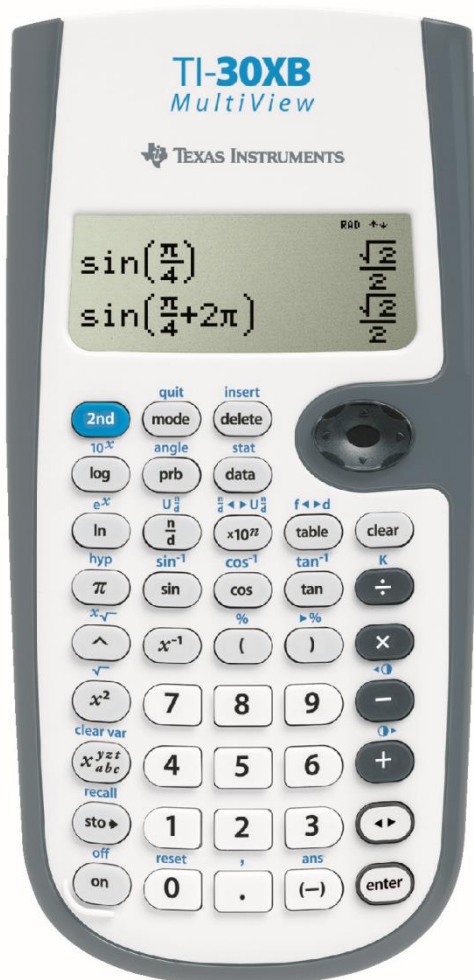 TI-30XB
MultiView
TEXAS INSTRUMENTS
RAD ↑↓
sin(π/4) √2/2
sin(π/4+2π) √2/2
quit insert
2nd mode delete
10ˣ angle stat
log prb data
eˣ U n/d n/d ◄► U n/d f◄►d
ln n/d ×10ⁿ table clear
hyp sin⁻¹ cos⁻¹ tan⁻¹ K
π sin cos tan ÷
ˣ√ % ►%
^ x⁻¹ ( ) ×
√ ◄◐
x² 7 8 9 −
clear var ◐►
x yzt abc 4 5 6 +
recall
sto► 1 2 3 ◄►
off reset , ans
on 0 . (−) enter